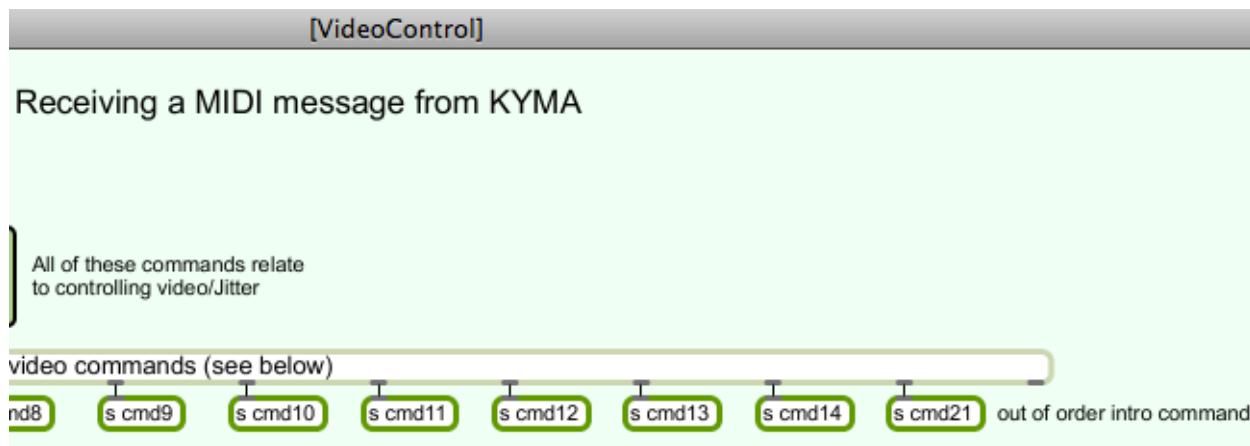 [VideoControl]
Receiving a MIDI message from KYMA
All of these commands relate
to controlling video/Jitter
video commands (see below)
md8 s cmd9 s cmd10 s cmd11 s cmd12 s cmd13 s cmd14 s cmd21 out of order intro command